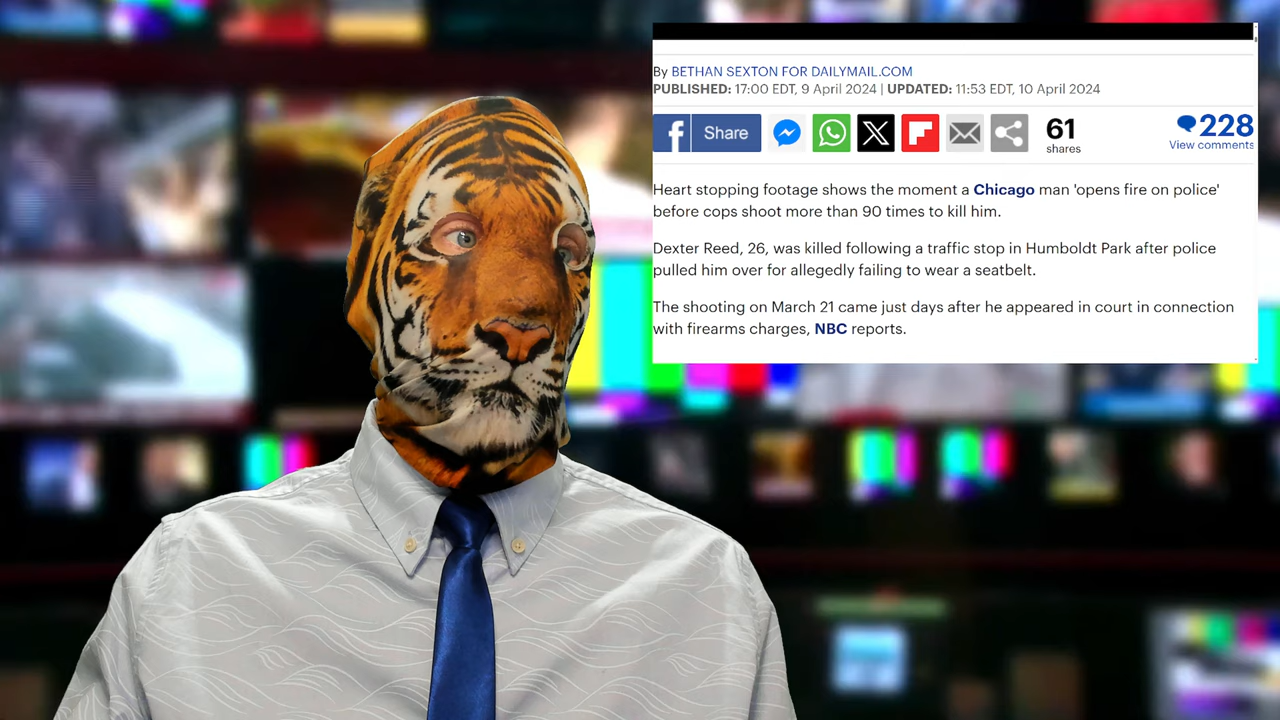 By BETHAN SEXTON FOR DAILYMAIL.COM
PUBLISHED: 17:00 EDT, 9 April 2024 | UPDATED: 11:53 EDT, 10 April 2024
f Share 61 shares 228 View comments
Heart stopping footage shows the moment a Chicago man 'opens fire on police'
before cops shoot more than 90 times to kill him.
Dexter Reed, 26, was killed following a traffic stop in Humboldt Park after police
pulled him over for allegedly failing to wear a seatbelt.
The shooting on March 21 came just days after he appeared in court in connection
with firearms charges, NBC reports.